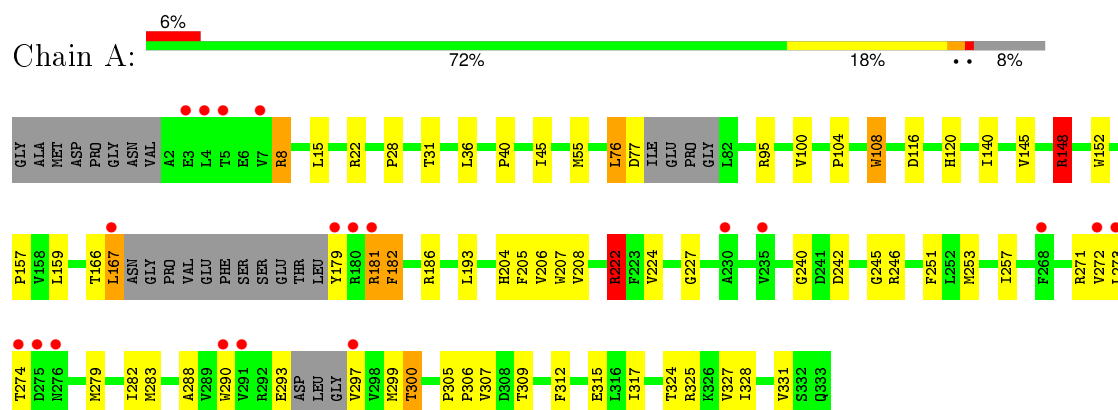 6%
Chain A:
72% 18% • • 8%
GLY ALA MET ASP PRO GLY ASN VAL A2 E3 L4 T5 E6 V7 R8 L15 R22 P28 T31 L36 P40 I45 M55 L76 D77 ILE GLU PRO GLY L82 R95 V100 P104 W108 D116 H120 I140 V145 R148 W152
P157 V158 L159 T166 L167 ASN GLY PRO VAL GLU PHE SER SER GLU THR LEU Y179 R180 R181 F182 R186 L193 H204 F205 V206 W207 V208 R222 F223 V224 G227 A230 V235 G240 D241 D242 G245 R246 F251 L252 M253 I257 F268 R271 V272 L273
T274 D275 N276 M279 I282 M283 A288 V289 W290 V291 R292 E293 ASP LEU GLY V297 V298 M299 T300 P305 P306 V307 D308 T309 F312 E315 L316 I317 T324 R325 K326 V327 I328 V331 S332 Q333